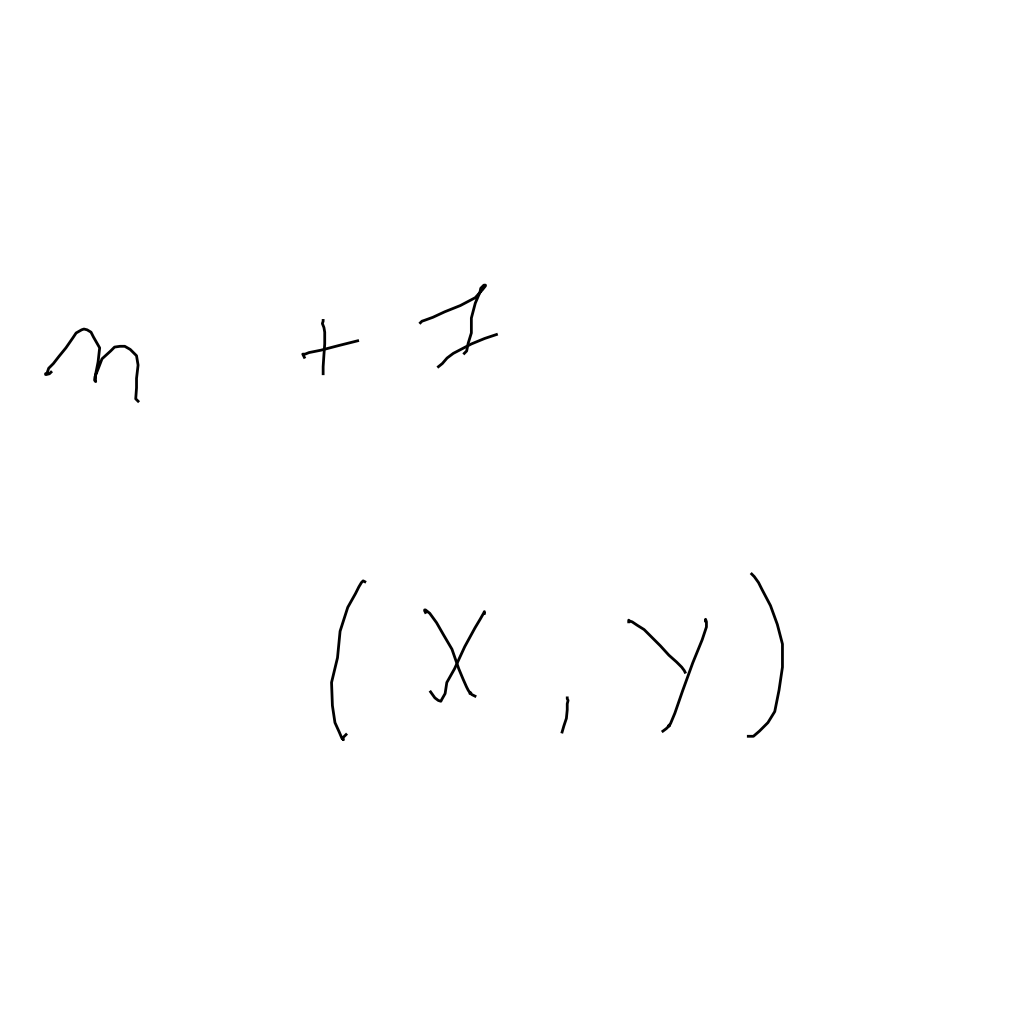 n + 1
(x, y)